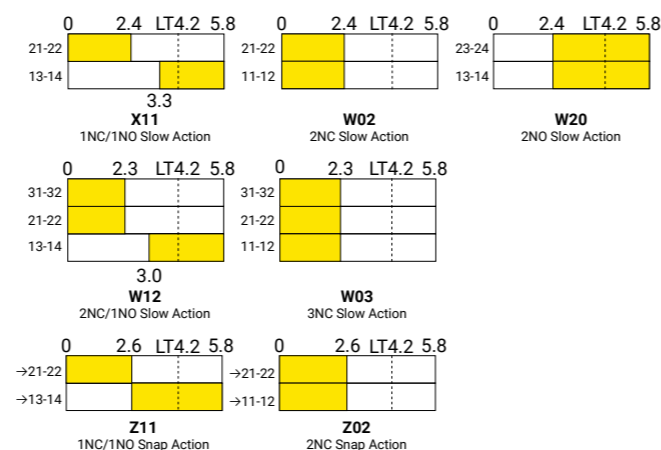 0 2.4 LT4.2 5.8
21-22
13-14
3.3
X11
1NC/1NO Slow Action
0 2.4 LT4.2 5.8
21-22
11-12
W02
2NC Slow Action
0 2.4 LT4.2 5.8
23-24
13-14
W20
2NO Slow Action
0 2.3 LT4.2 5.8
31-32
21-22
13-14
3.0
W12
2NC/1NO Slow Action
0 2.3 LT4.2 5.8
31-32
21-22
11-12
W03
3NC Slow Action
0 2.6 LT4.2 5.8
→21-22
→13-14
Z11
1NC/1NO Snap Action
0 2.6 LT4.2 5.8
→21-22
→11-12
Z02
2NC Snap Action